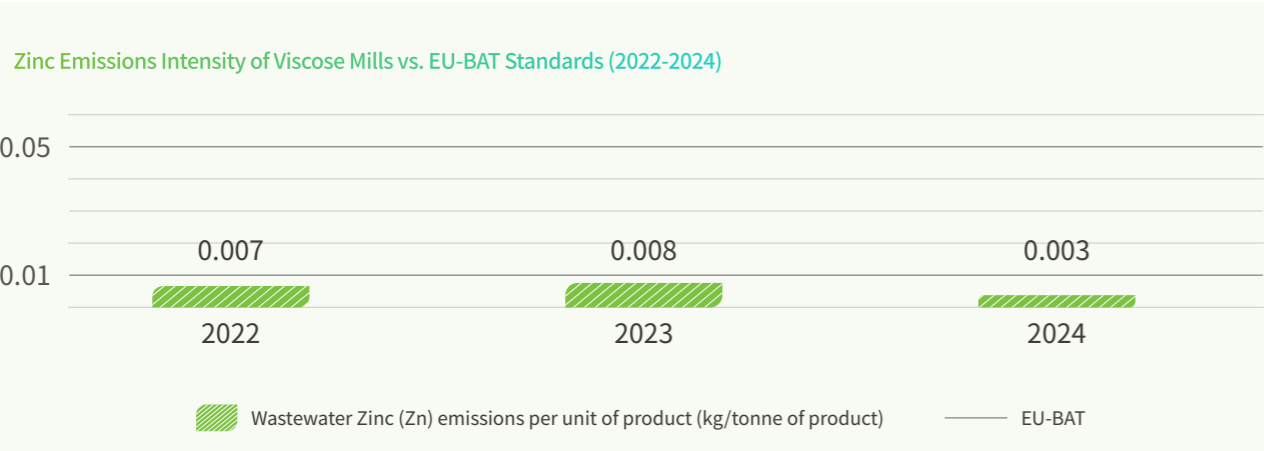 Zinc Emissions Intensity of Viscose Mills vs. EU-BAT Standards (2022-2024)
0.05
0.007 0.008 0.003
0.01
2022 2023 2024
Wastewater Zinc (Zn) emissions per unit of product (kg/tonne of product) EU-BAT